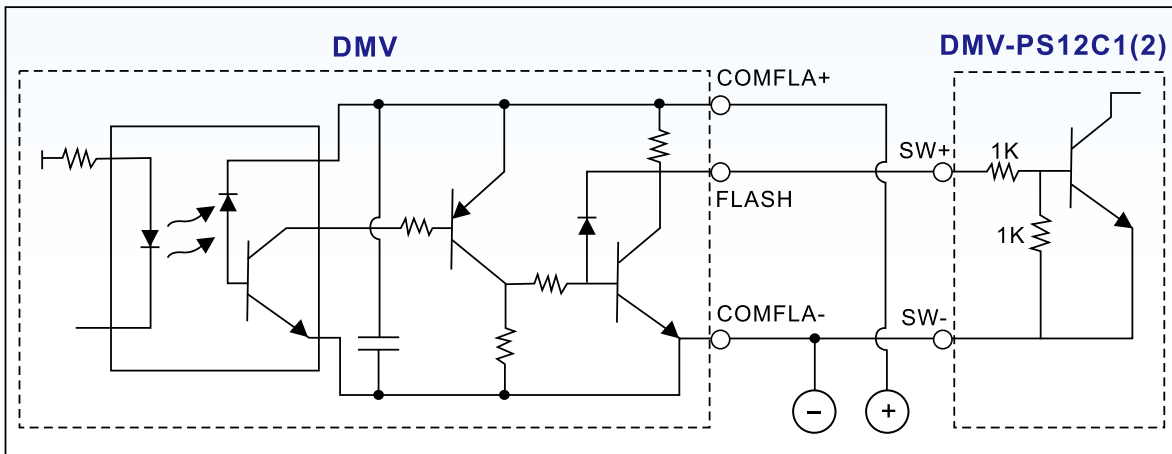 DMV
DMV-PS12C1(2)
COMFLA+
SW+
1K
FLASH
1K
COMFLA-
SW-
-
+